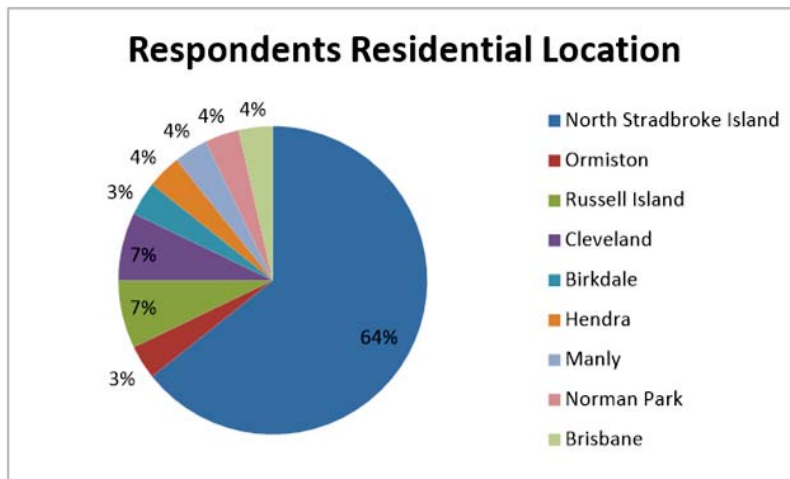 Respondents Residential Location
4%
4%
4%
4%
3%
7%
7%
3%
64%
North Stradbroke Island
Ormiston
Russell Island
Cleveland
Birkdale
Hendra
Manly
Norman Park
Brisbane